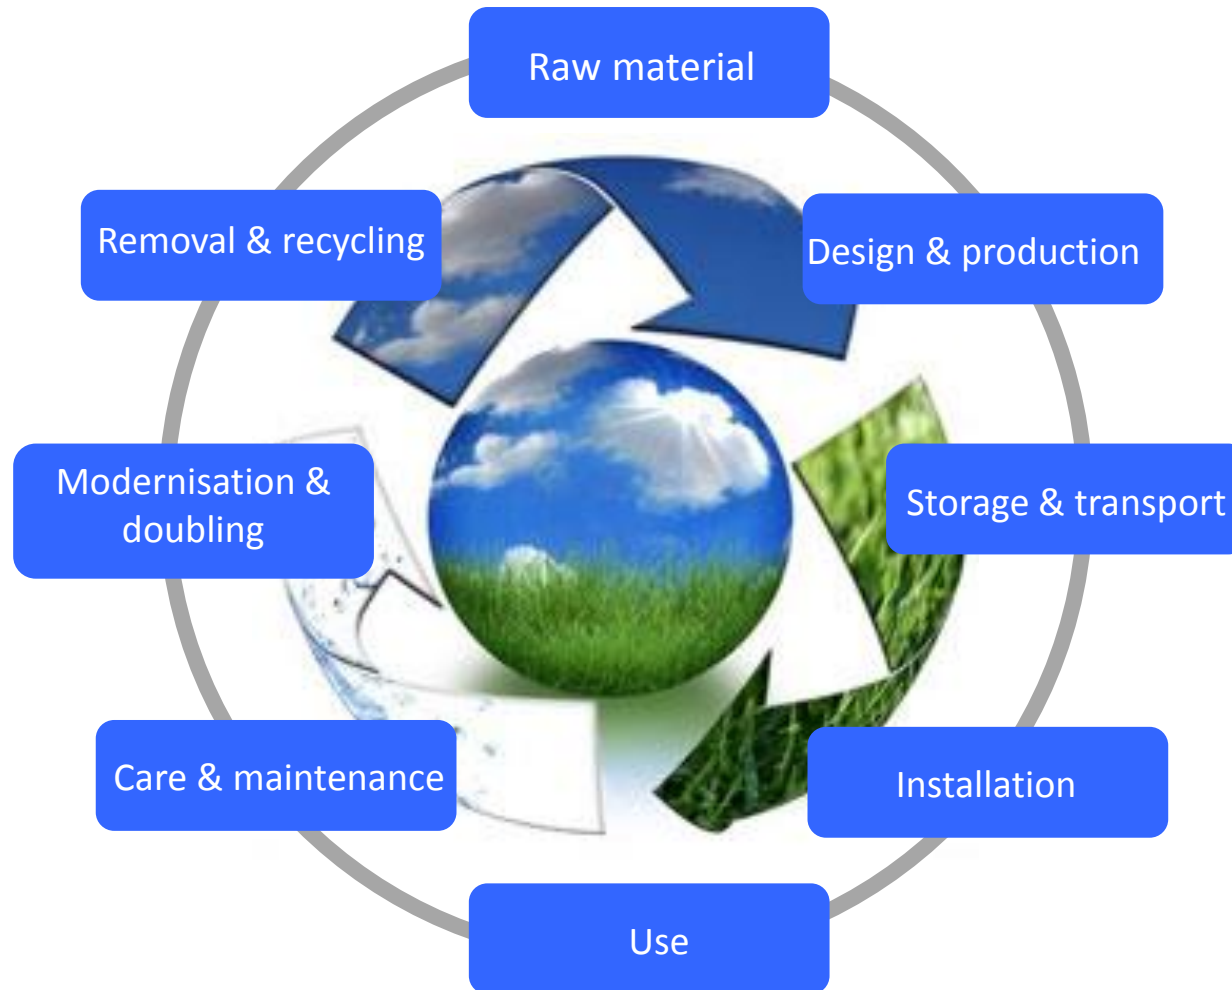 Raw material
Removal & recycling
Design & production
Modernisation &
doubling
Storage & transport
Care & maintenance
Installation
Use